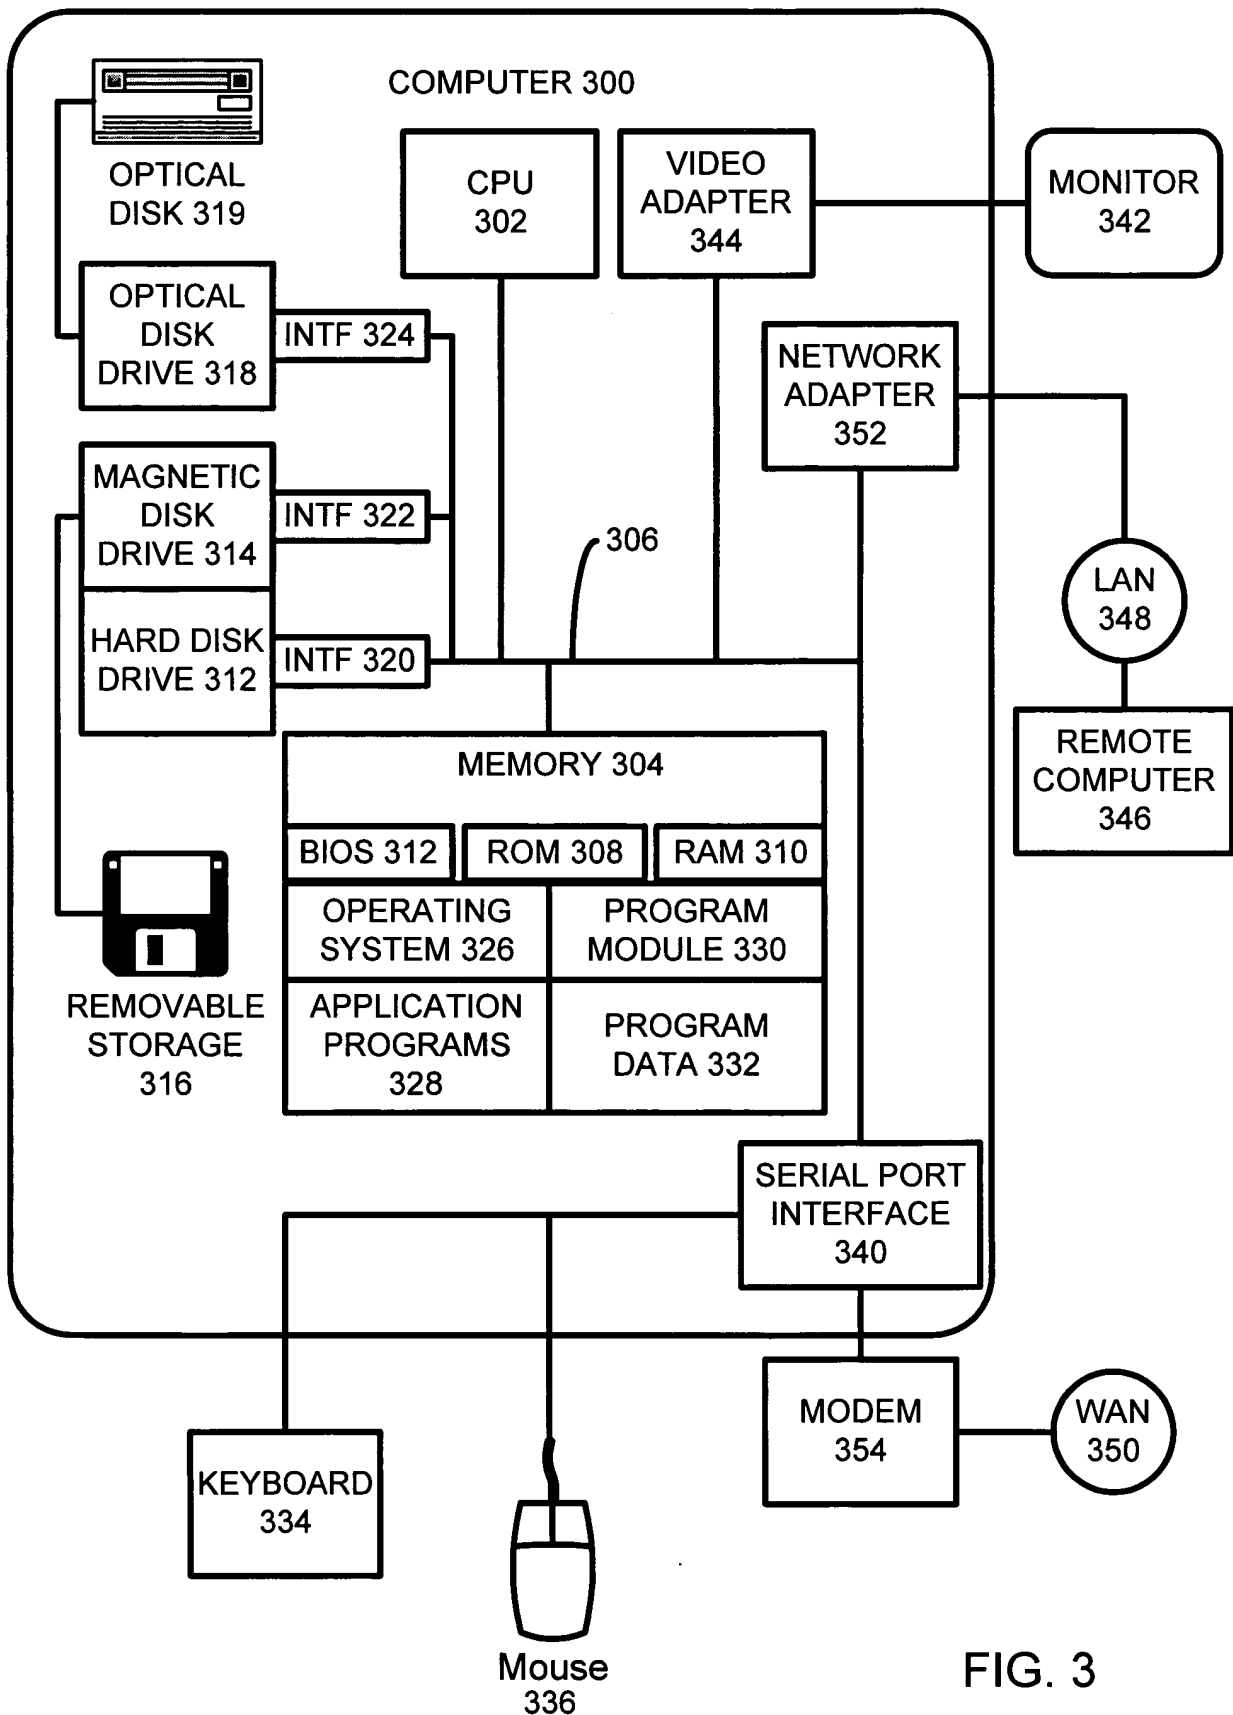 COMPUTER 300
OPTICAL
DISK 319
CPU
302
VIDEO
ADAPTER
344
MONITOR
342
OPTICAL
DISK
DRIVE 318
INTF 324
NETWORK
ADAPTER
352
MAGNETIC
DISK
DRIVE 314
INTF 322
306
LAN
348
HARD DISK
DRIVE 312
INTF 320
REMOTE
COMPUTER
346
MEMORY 304
BIOS 312
ROM 308
RAM 310
OPERATING
SYSTEM 326
PROGRAM
MODULE 330
REMOVABLE
STORAGE
316
APPLICATION
PROGRAMS
328
PROGRAM
DATA 332
SERIAL PORT
INTERFACE
340
MODEM
354
WAN
350
KEYBOARD
334
Mouse
336
FIG. 3